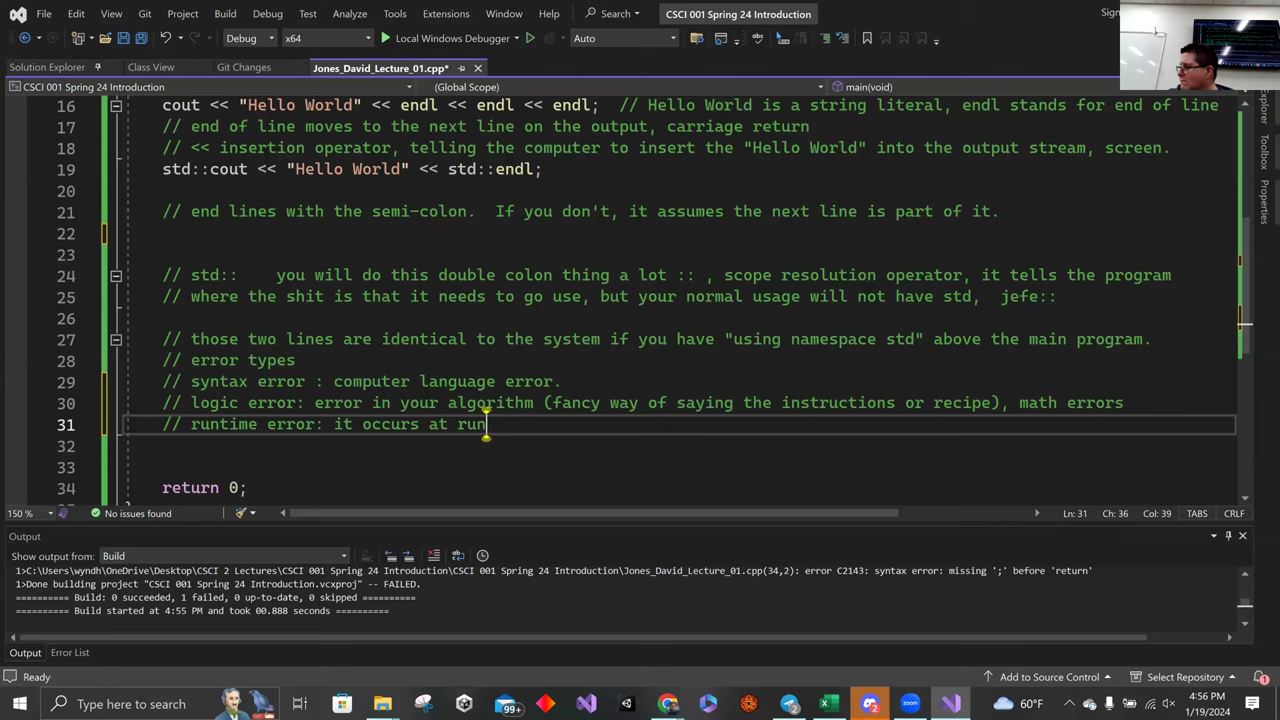 File Edit View Git Project Build Debug Test Analyze Tools Extensions Window Help Search CSCI 001 Spring 24 Introduction
Debug x64 Local Windows Debug Auto
Solution Explorer Class View Git Changes Jones_David_Lecture_01.cpp*
CSCI 001 Spring 24 Introduction (Global Scope) main(void)
16 cout << "Hello World" << endl << endl << endl; // Hello World is a string literal, endl stands for end of line
17 // end of line moves to the next line on the output, carriage return
18 // << insertion operator, telling the computer to insert the "Hello World" into the output stream, screen.
19 std::cout << "Hello World" << std::endl;
20
21 // end lines with the semi-colon. If you don't, it assumes the next line is part of it.
22
23
24 // std:: you will do this double colon thing a lot :: , scope resolution operator, it tells the program
25 // where the shit is that it needs to go use, but your normal usage will not have std, jefe::
26
27 // those two lines are identical to the system if you have "using namespace std" above the main program.
28 // error types
29 // syntax error : computer language error.
30 // logic error: error in your algorithm (fancy way of saying the instructions or recipe), math errors
31 // runtime error: it occurs at run
32
33
34 return 0;
Explorer
Toolbox
Properties
150 % No issues found Ln: 31 Ch: 36 Col: 39 TABS CRLF
Output
Show output from: Build
1>C:\Users\wyndh\OneDrive\Desktop\CSCI 2 Lectures\CSCI 001 Spring 24 Introduction\CSCI 001 Spring 24 Introduction\Jones_David_Lecture_01.cpp(34,2): error C2143: syntax error: missing ';' before 'return'
1>Done building project "CSCI 001 Spring 24 Introduction.vcxproj" -- FAILED.
========== Build: 0 succeeded, 1 failed, 0 up-to-date, 0 skipped ==========
========== Build started at 4:55 PM and took 00.888 seconds ==========
Output Error List
Ready Add to Source Control Select Repository 1
Type here to search 99+ 2 60°F 4:56 PM
1/19/2024